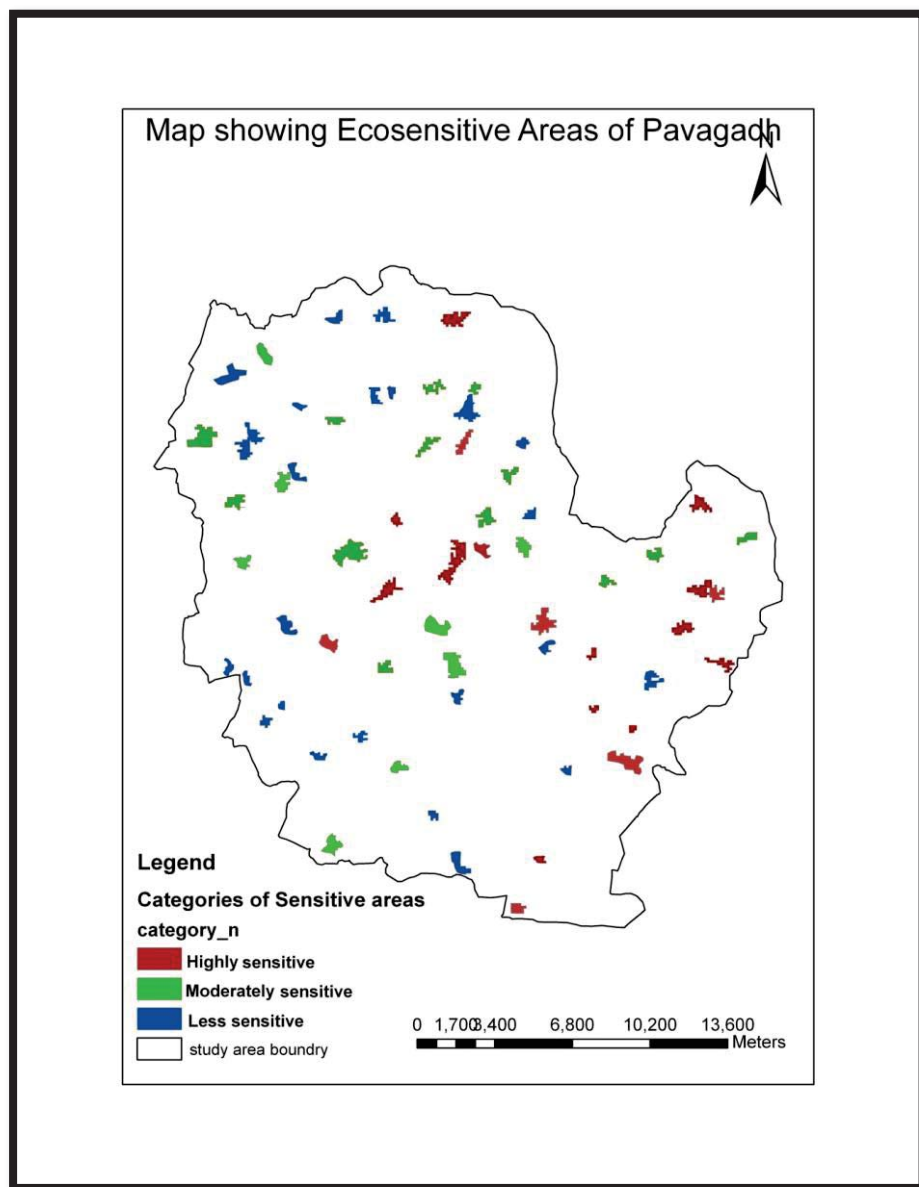 Map showing Ecosensitive Areas of Pavagadh
N
Legend
Categories of Sensitive areas
category_n
Highly sensitive
Moderately sensitive
Less sensitive
study area boundry
0 1,700 3,400 6,800 10,200 13,600
Meters